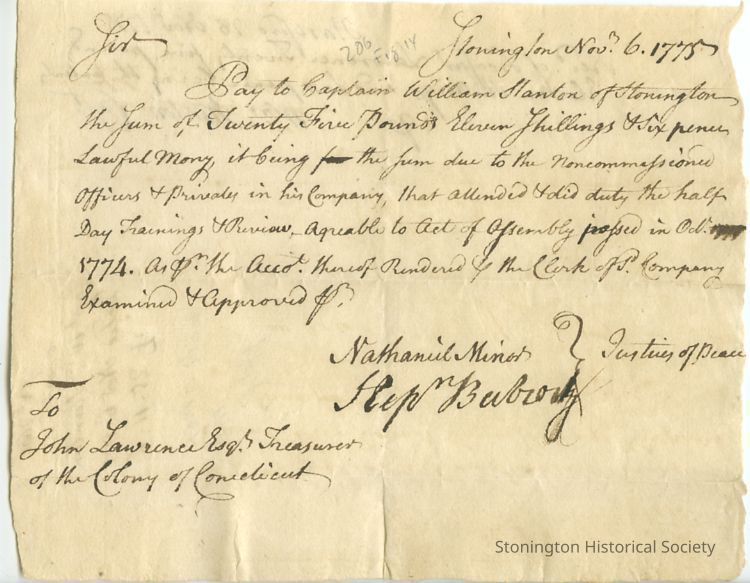 Sir Stonington Novr. 6. 1775
Pay to Captain William Stanton of Stonington
the Sum of Twenty Five Pounds Eleven Shillings & Six pence
Lawful Mony, it being for the sum due to the Noncommassioned
Officers & Privates in his Company, that attended & did duty the half
Day Trainings & Review, Agreable to Act of Assembly passed in Octr.
1774. As pr. the Accot. thereof Rendered by the Clerk of sd. Company
Examined & Approved pr.
Nathaniel Minor Justices of Peace
Stepn Babcock
To
John Lawrence Esqr. Treasurer
of the Colony of Conecticut
Stonington Historical Society